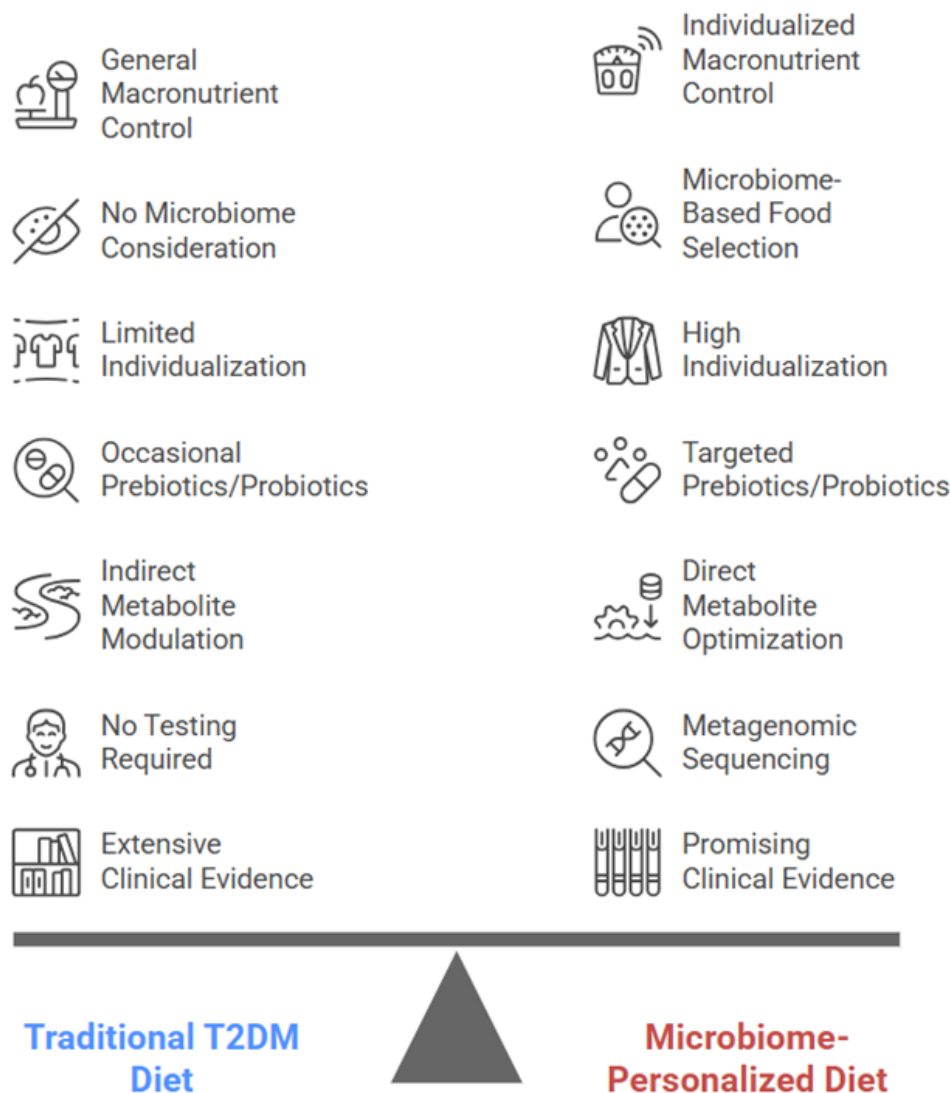 General
Macronutrient
Control
Individualized
Macronutrient
Control
No Microbiome
Consideration
Microbiome-
Based Food
Selection
Limited
Individualization
High
Individualization
Occasional
Prebiotics/Probiotics
Targeted
Prebiotics/Probiotics
Indirect
Metabolite
Modulation
Direct
Metabolite
Optimization
No Testing
Required
Metagenomic
Sequencing
Extensive
Clinical Evidence
Promising
Clinical Evidence
Traditional T2DM
Diet
Microbiome-
Personalized Diet